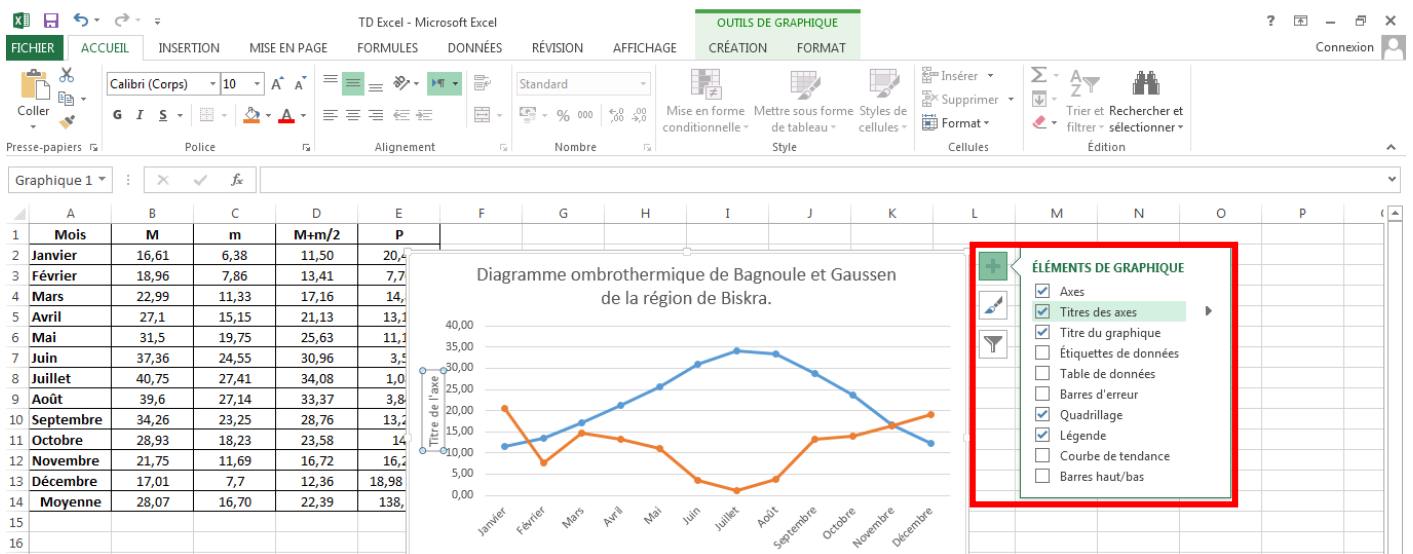 TD Excel - Microsoft Excel
OUTILS DE GRAPHIQUE
?
FICHIER ACCUEIL INSERTION MISE EN PAGE FORMULES DONNÉES RÉVISION AFFICHAGE CRÉATION FORMAT Connexion
Coller
Calibri (Corps) 10 A A
G I S A
Standard
% 000
Mise en forme conditionnelle
Mettre sous forme de tableau
Styles de cellules
Insérer
Supprimer
Format
Trier et filtrer
Rechercher et sélectionner
Presse-papiers Police Alignement Nombre Style Cellules Édition
Graphique 1 fx
A B C D E F G H I J K L M N O P
1 Mois M m M+m/2 P
2 Janvier 16,61 6,38 11,50
3 Février 18,96 7,86 13,41
4 Mars 22,99 11,33 17,16
5 Avril 27,1 15,15 21,13
6 Mai 31,5 19,75 25,63
7 Juin 37,36 24,55 30,96
8 Juillet 40,75 27,41 34,08
9 Août 39,6 27,14 33,37
10 Septembre 34,26 23,25 28,76
11 Octobre 28,93 18,23 23,58
12 Novembre 21,75 11,69 16,72
13 Décembre 17,01 7,7 12,36 18,98
14 Moyenne 28,07 16,70 22,39
15
16
Diagramme ombrothermique de Bagnoule et Gaussen
de la région de Biskra.
40,00
35,00
30,00
25,00
20,00
15,00
10,00
5,00
0,00
Titre de l'axe
Janvier Février Mars Avril Mai Juin Juillet Août Septembre Octobre Novembre Décembre
ÉLÉMENTS DE GRAPHIQUE
Axes
Titres des axes
Titre du graphique
Étiquettes de données
Table de données
Barres d'erreur
Quadrillage
Légende
Courbe de tendance
Barres haut/bas